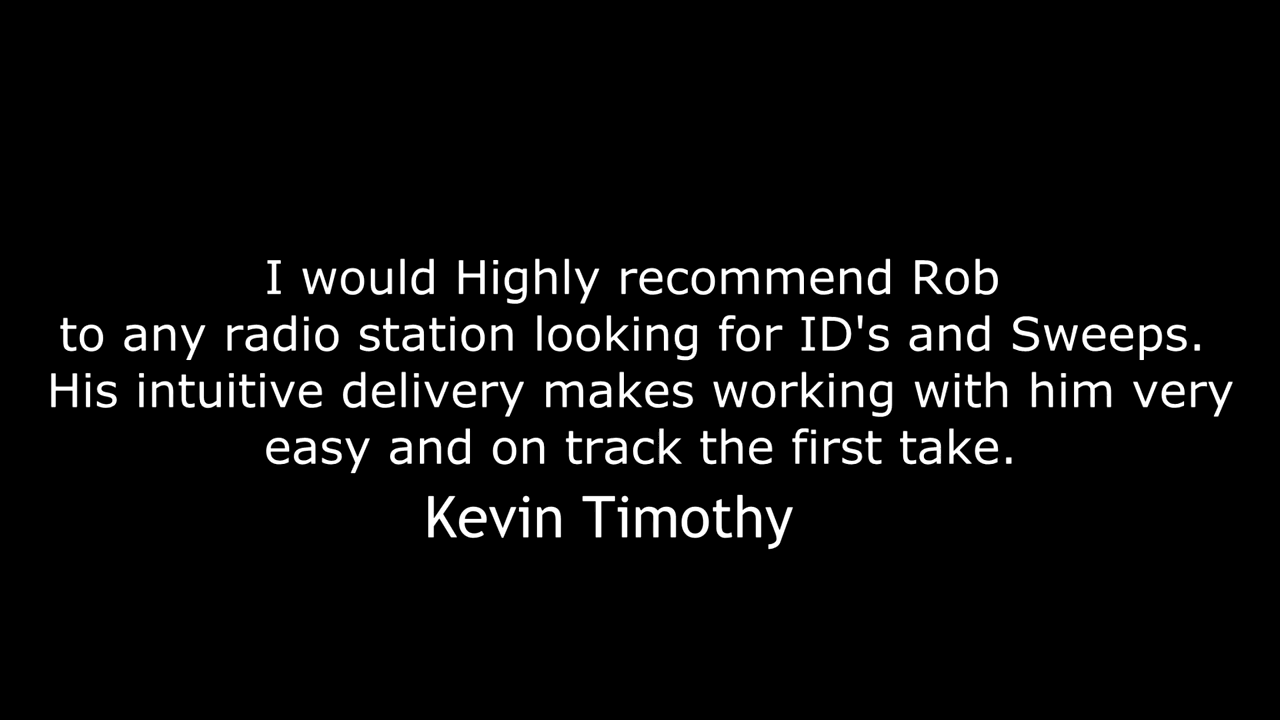 I would Highly recommend Rob
to any radio station looking for ID's and Sweeps.
His intuitive delivery makes working with him very
easy and on track the first take.
Kevin Timothy